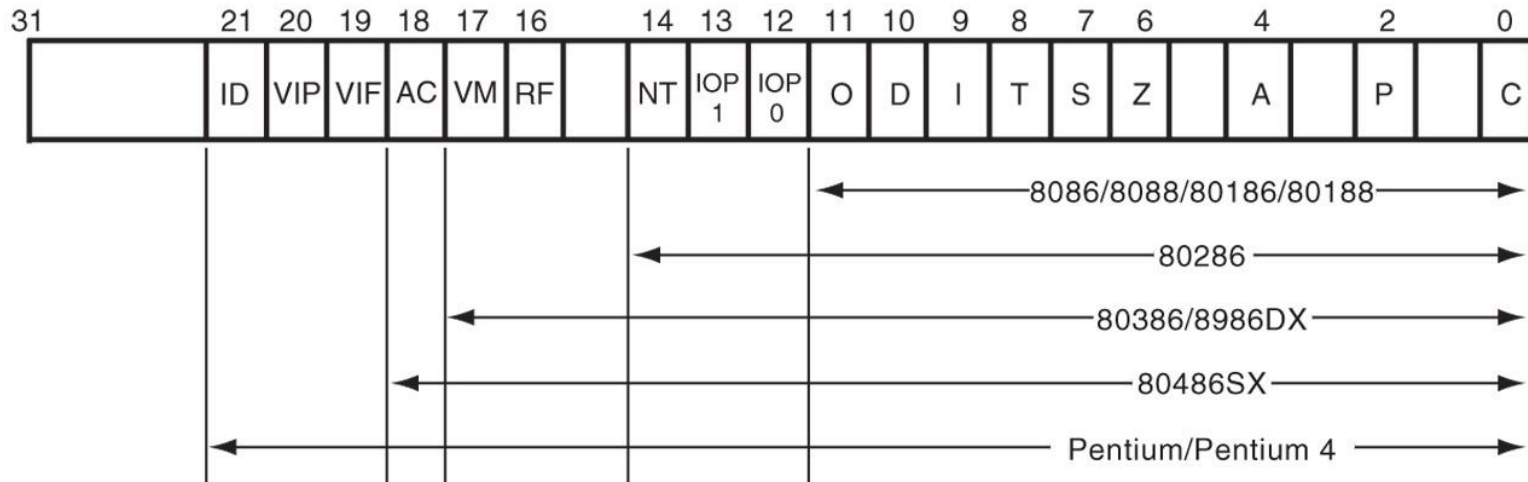 31 21 20 19 18 17 16 14 13 12 11 10 9 8 7 6 4 2 0
ID VIP VIF AC VM RF NT IOP 1 IOP 0 O D I T S Z A P C
8086/8088/80186/80188
80286
80386/8986DX
80486SX
Pentium/Pentium 4